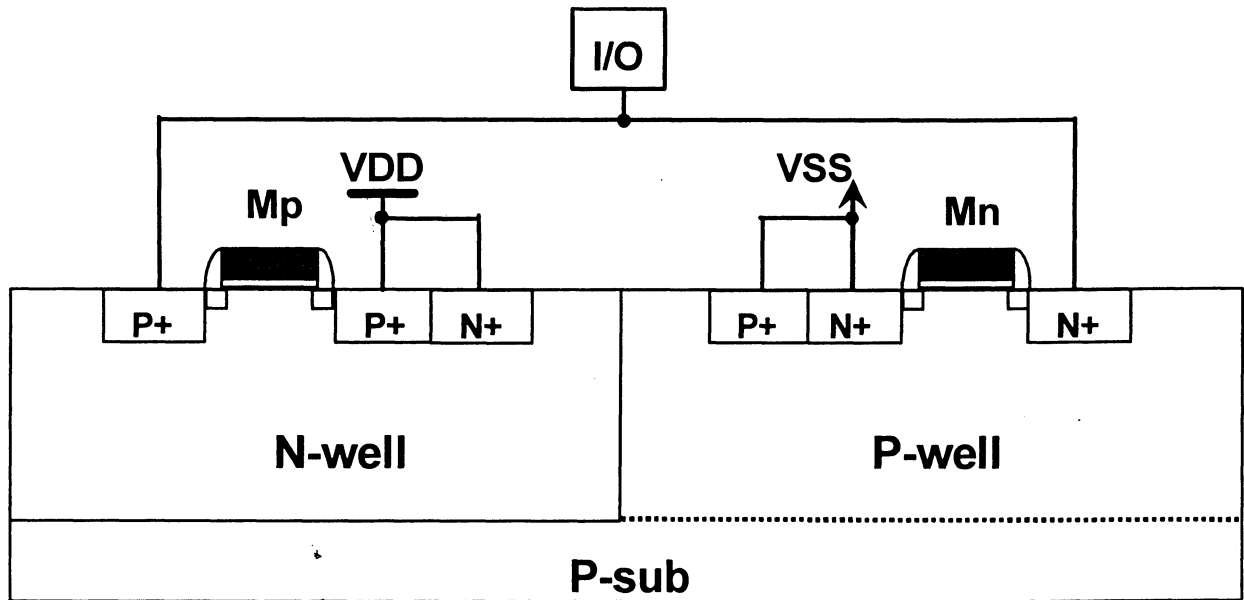 I/O
VDD
VSS
Mp
Mn
P+
P+
N+
P+
N+
N+
N-well
P-well
P-sub